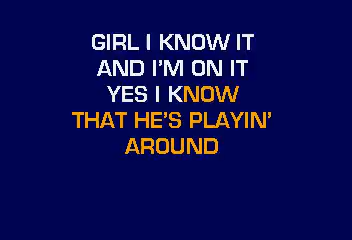 GIRL I KNOW IT
AND I'M ON IT
YES I KNOW
THAT HE'S PLAYIN'
AROUND